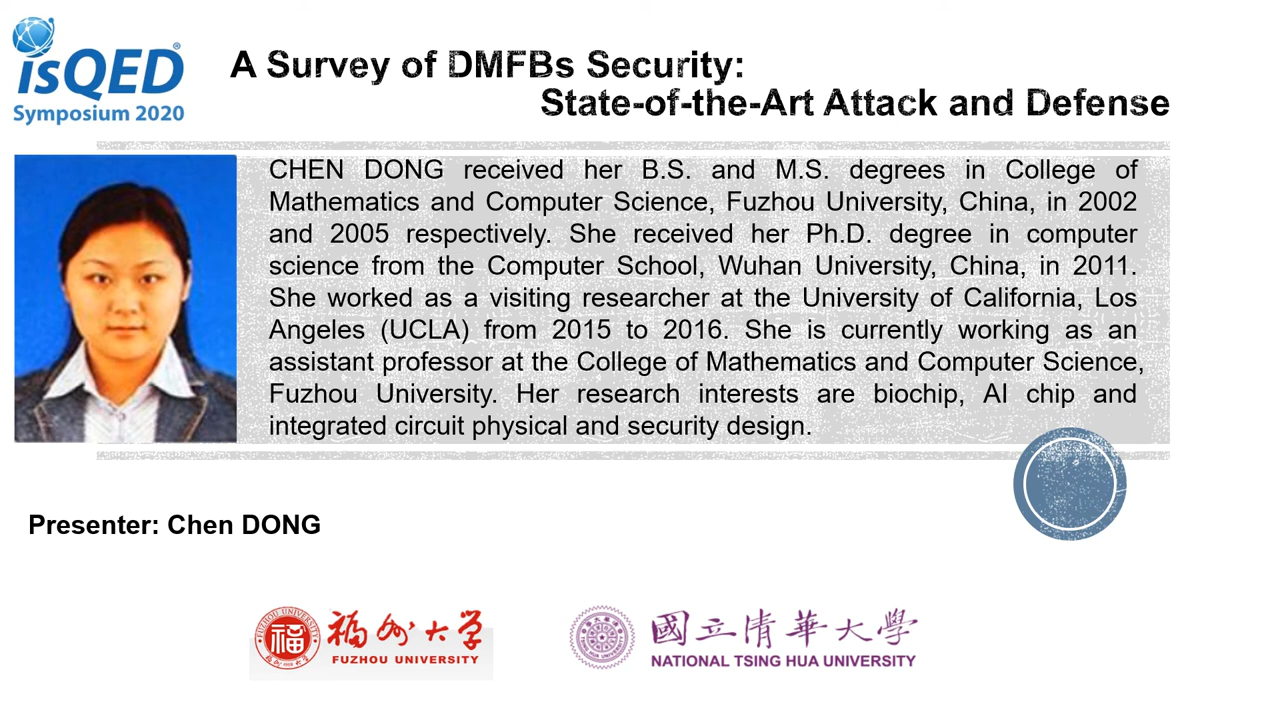 isQED®
Symposium 2020
A Survey of DMFBs Security:
State-of-the-Art Attack and Defense
CHEN DONG received her B.S. and M.S. degrees in College of
Mathematics and Computer Science, Fuzhou University, China, in 2002
and 2005 respectively. She received her Ph.D. degree in computer
science from the Computer School, Wuhan University, China, in 2011.
She worked as a visiting researcher at the University of California, Los
Angeles (UCLA) from 2015 to 2016. She is currently working as an
assistant professor at the College of Mathematics and Computer Science,
Fuzhou University. Her research interests are biochip, AI chip and
integrated circuit physical and security design.
Presenter: Chen DONG
FUZHOU UNIVERSITY
福
福州大学
FUZHOU UNIVERSITY
國立清華大學
NATIONAL TSING HUA UNIVERSITY